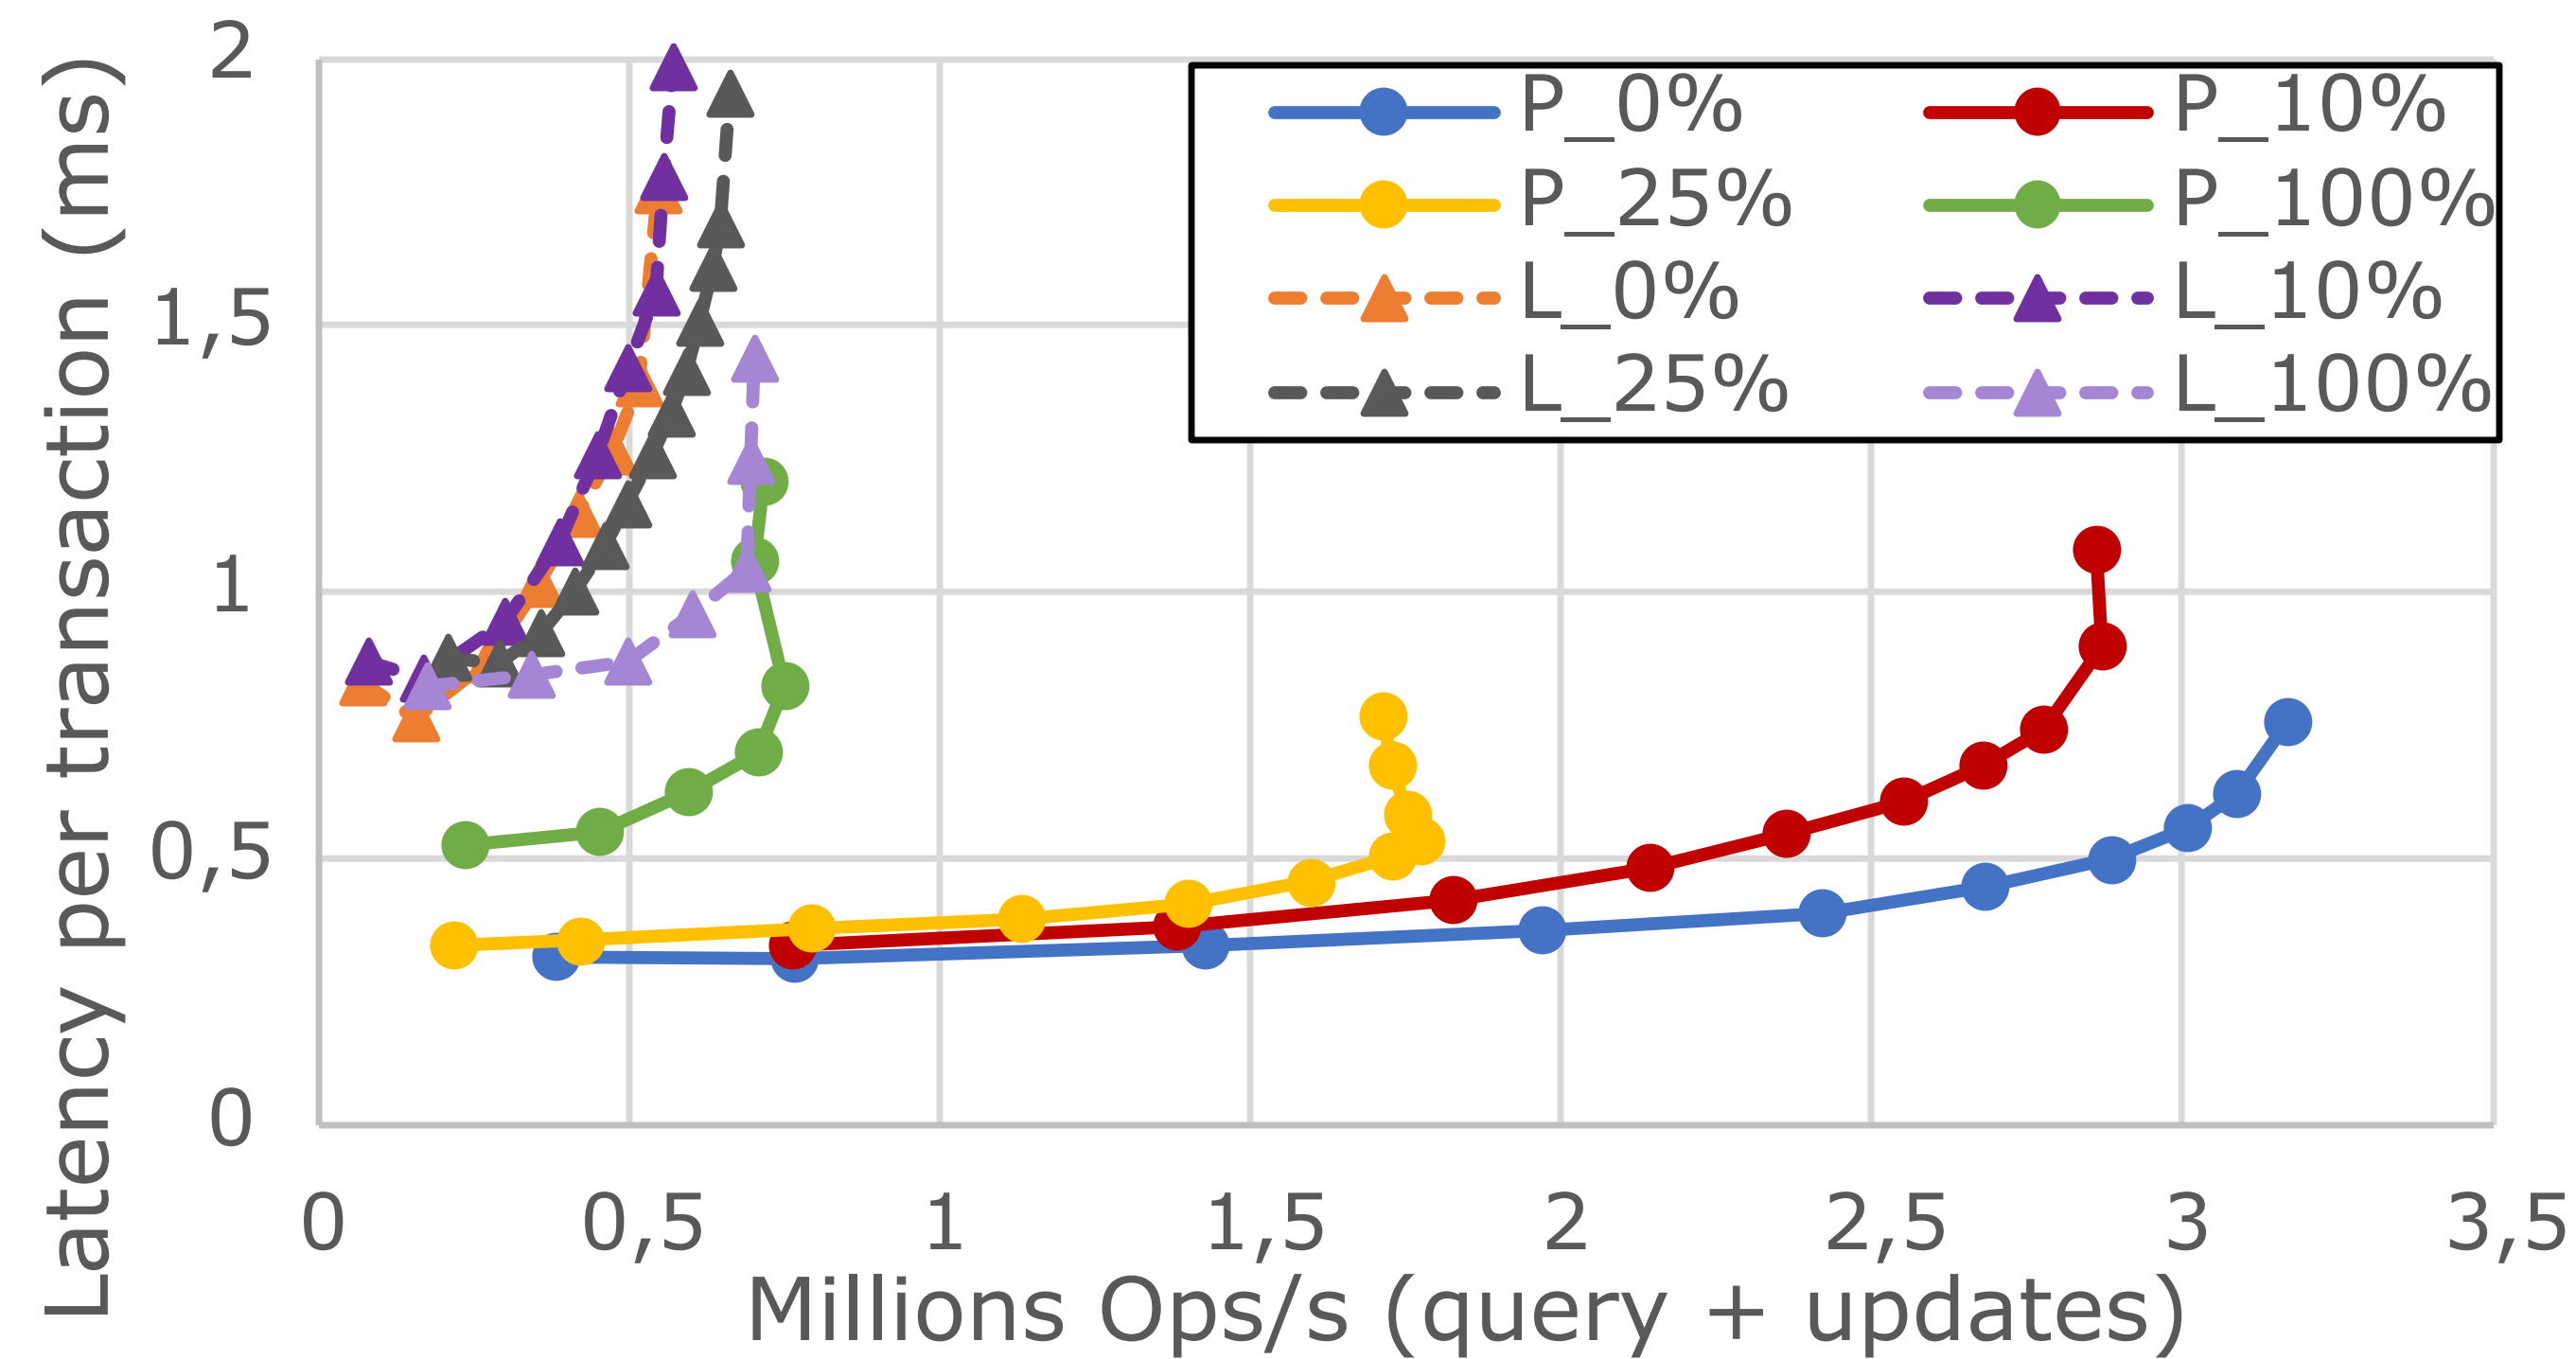 Latency per transaction (ms)
2
1,5
1
0,5
0
P_0%
P_10%
P_25%
P_100%
L_0%
L_10%
L_25%
L_100%
0 0,5 1 1,5 2 2,5 3 3,5
Millions Ops/s (query + updates)